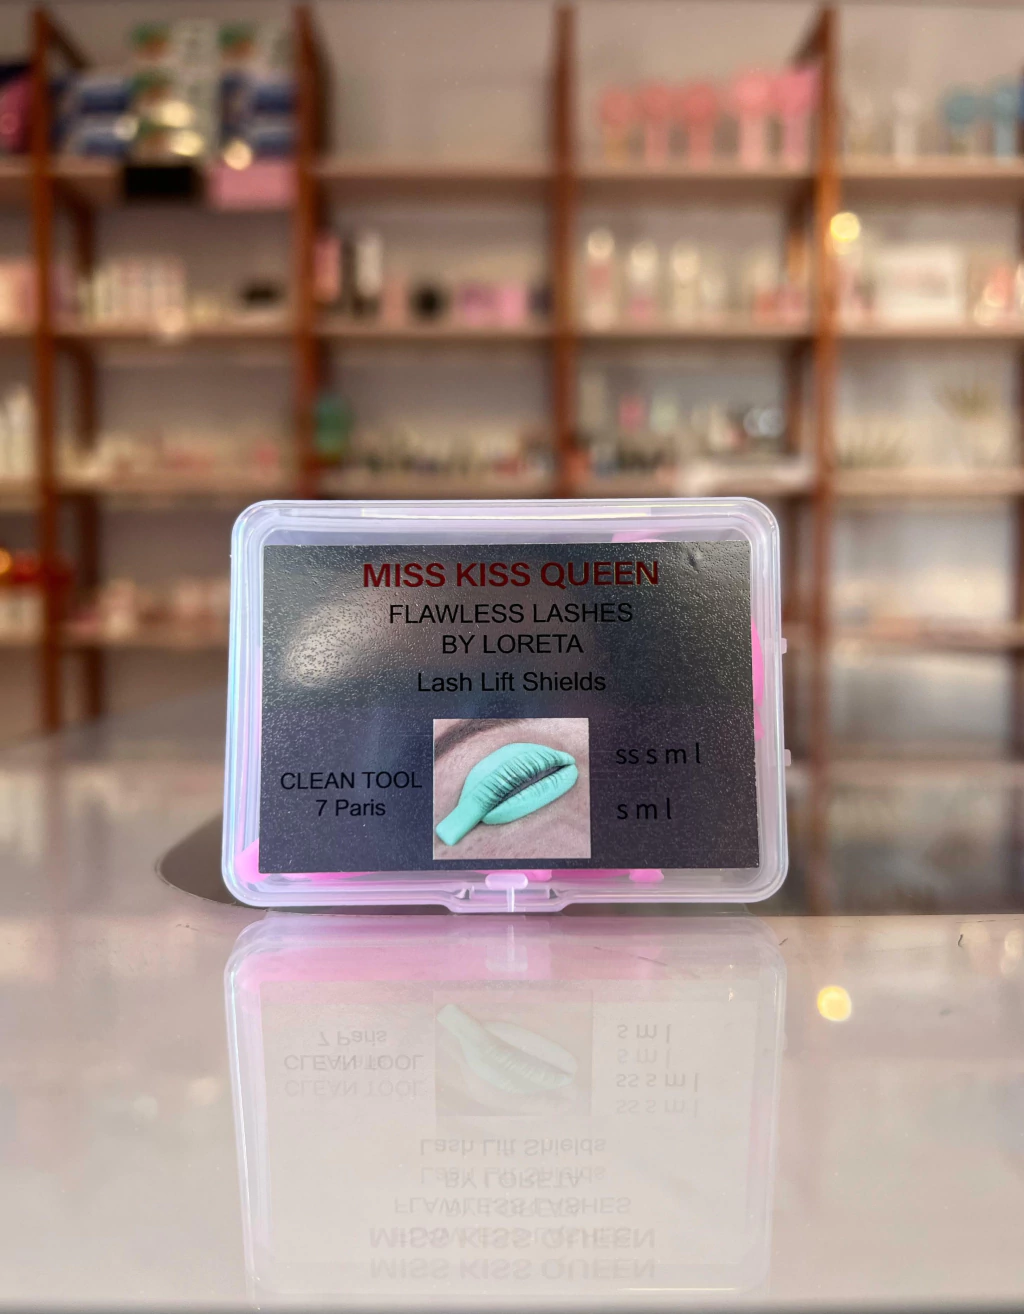 MISS KISS QUEEN
FLAWLESS LASHES
BY LORETA
Lash Lift Shields
CLEAN TOOL
7 Paris
ss s m l
s m l